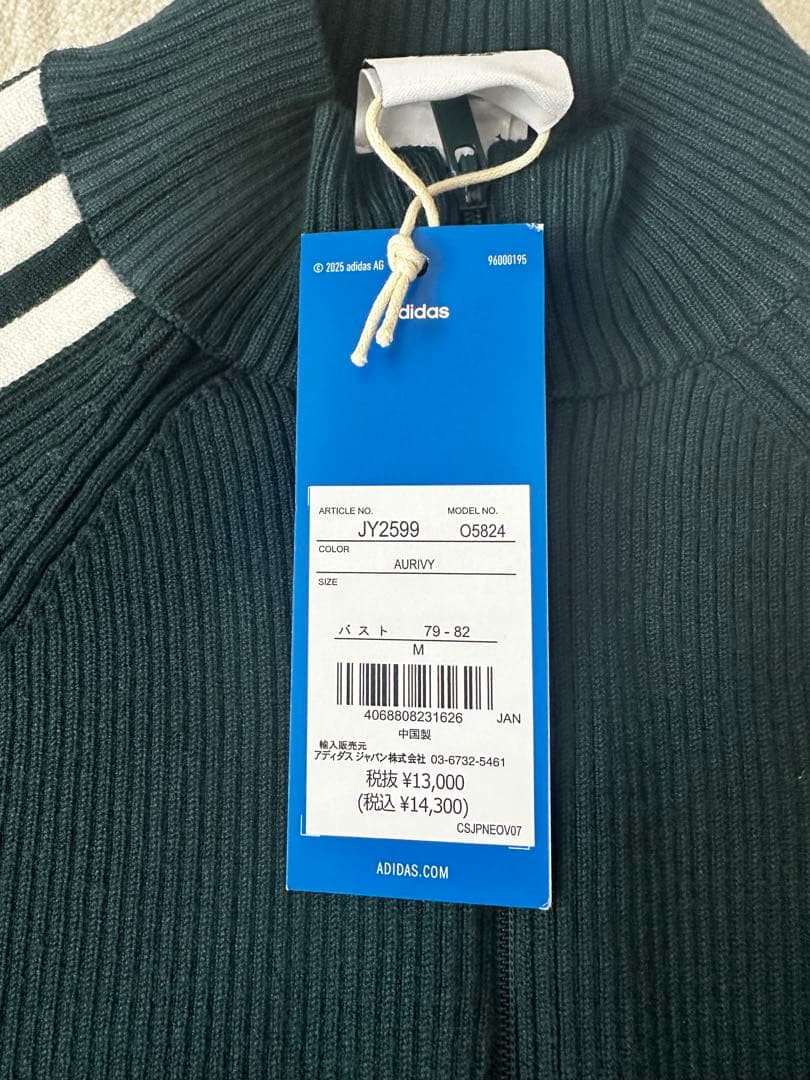 © 2025 adidas AG 96000195
didas
ARTICLE NO. MODEL NO.
JY2599 O5824
COLOR
AURIVY
SIZE
バスト 79 - 82
M
4068808231626 JAN
中国製
輸入販売元
アディダス ジャパン株式会社 03-6732-5461
税抜 ¥13,000
(税込 ¥14,300)
CSJPNEOV07
ADIDAS.COM